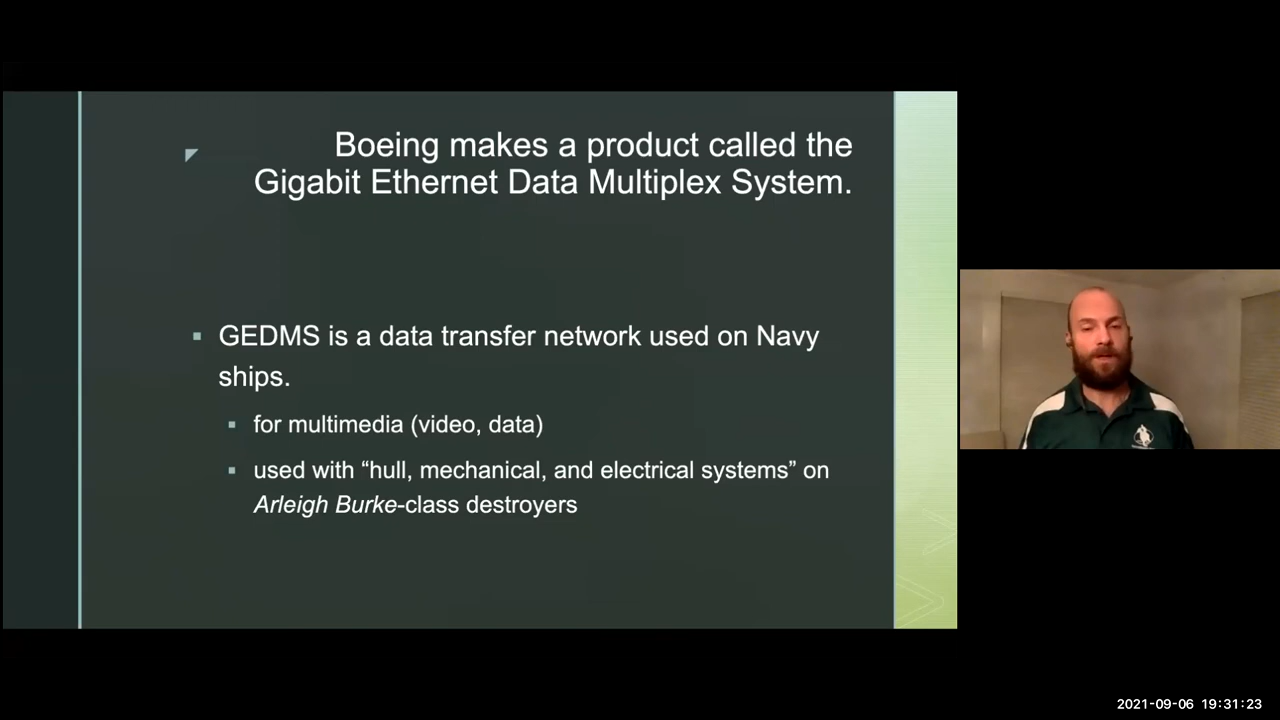 Boeing makes a product called the
Gigabit Ethernet Data Multiplex System.
GEDMS is a data transfer network used on Navy
ships.
for multimedia (video, data)
used with “hull, mechanical, and electrical systems” on
Arleigh Burke-class destroyers
2021-09-06 19:31:23